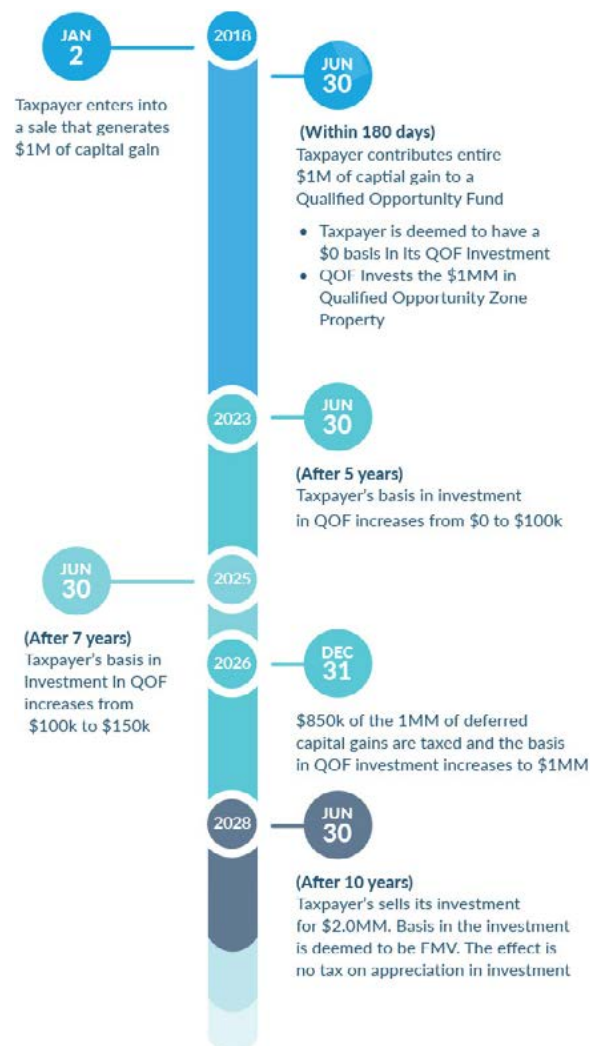 JAN
2
2018
JUN
30
Taxpayer enters into
a sale that generates
$1M of capital gain
(Within 180 days)
Taxpayer contributes entire
$1M of captial gain to a
Qualified Opportunity Fund
• Taxpayer is deemed to have a
$0 basis in its QOF Investment
• QOF Invests the $1MM in
Qualified Opportunity Zone
Property
2023
JUN
30
(After 5 years)
Taxpayer's basis in investment
in QOF increases from $0 to $100k
JUN
30
2025
(After 7 years)
Taxpayer's basis in
Investment In QOF
increases from
$100k to $150k
2026
DEC
31
$850k of the 1MM of deferred
capital gains are taxed and the basis
in QOF investment increases to $1MM
2028
JUN
30
(After 10 years)
Taxpayer's sells its investment
for $2.0MM. Basis in the investment
is deemed to be FMV. The effect is
no tax on appreciation in investment